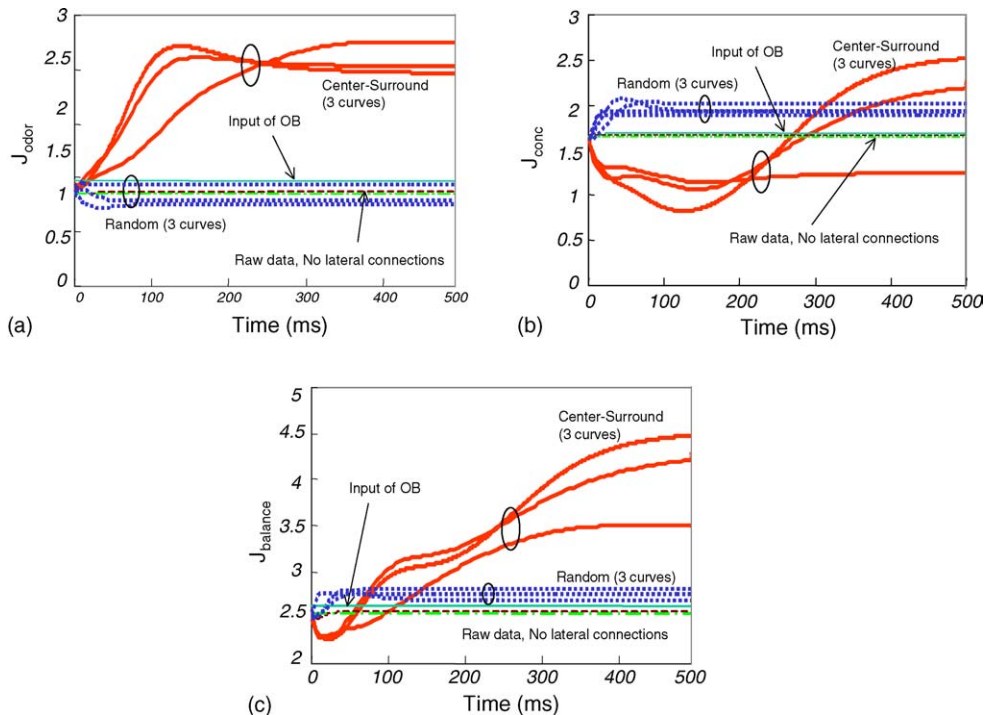 3
2.5
2
1.5
1
0.5
0
J_odor
Center-Surround
(3 curves)
Input of OB
Random (3 curves)
Raw data, No lateral connections
0 100 200 300 400 500
Time (ms)
(a)
3
2.5
2
1.5
1
0.5
0
J_conc
Center-Surround
(3 curves)
Input of OB
Random (3 curves)
Raw data, No lateral connections
0 100 200 300 400 500
Time (ms)
(b)
5
4.5
4
3.5
3
2.5
2
J_balance
Center-Surround
(3 curves)
Input of OB
Random (3 curves)
Raw data, No lateral connections
0 100 200 300 400 500
Time (ms)
(c)